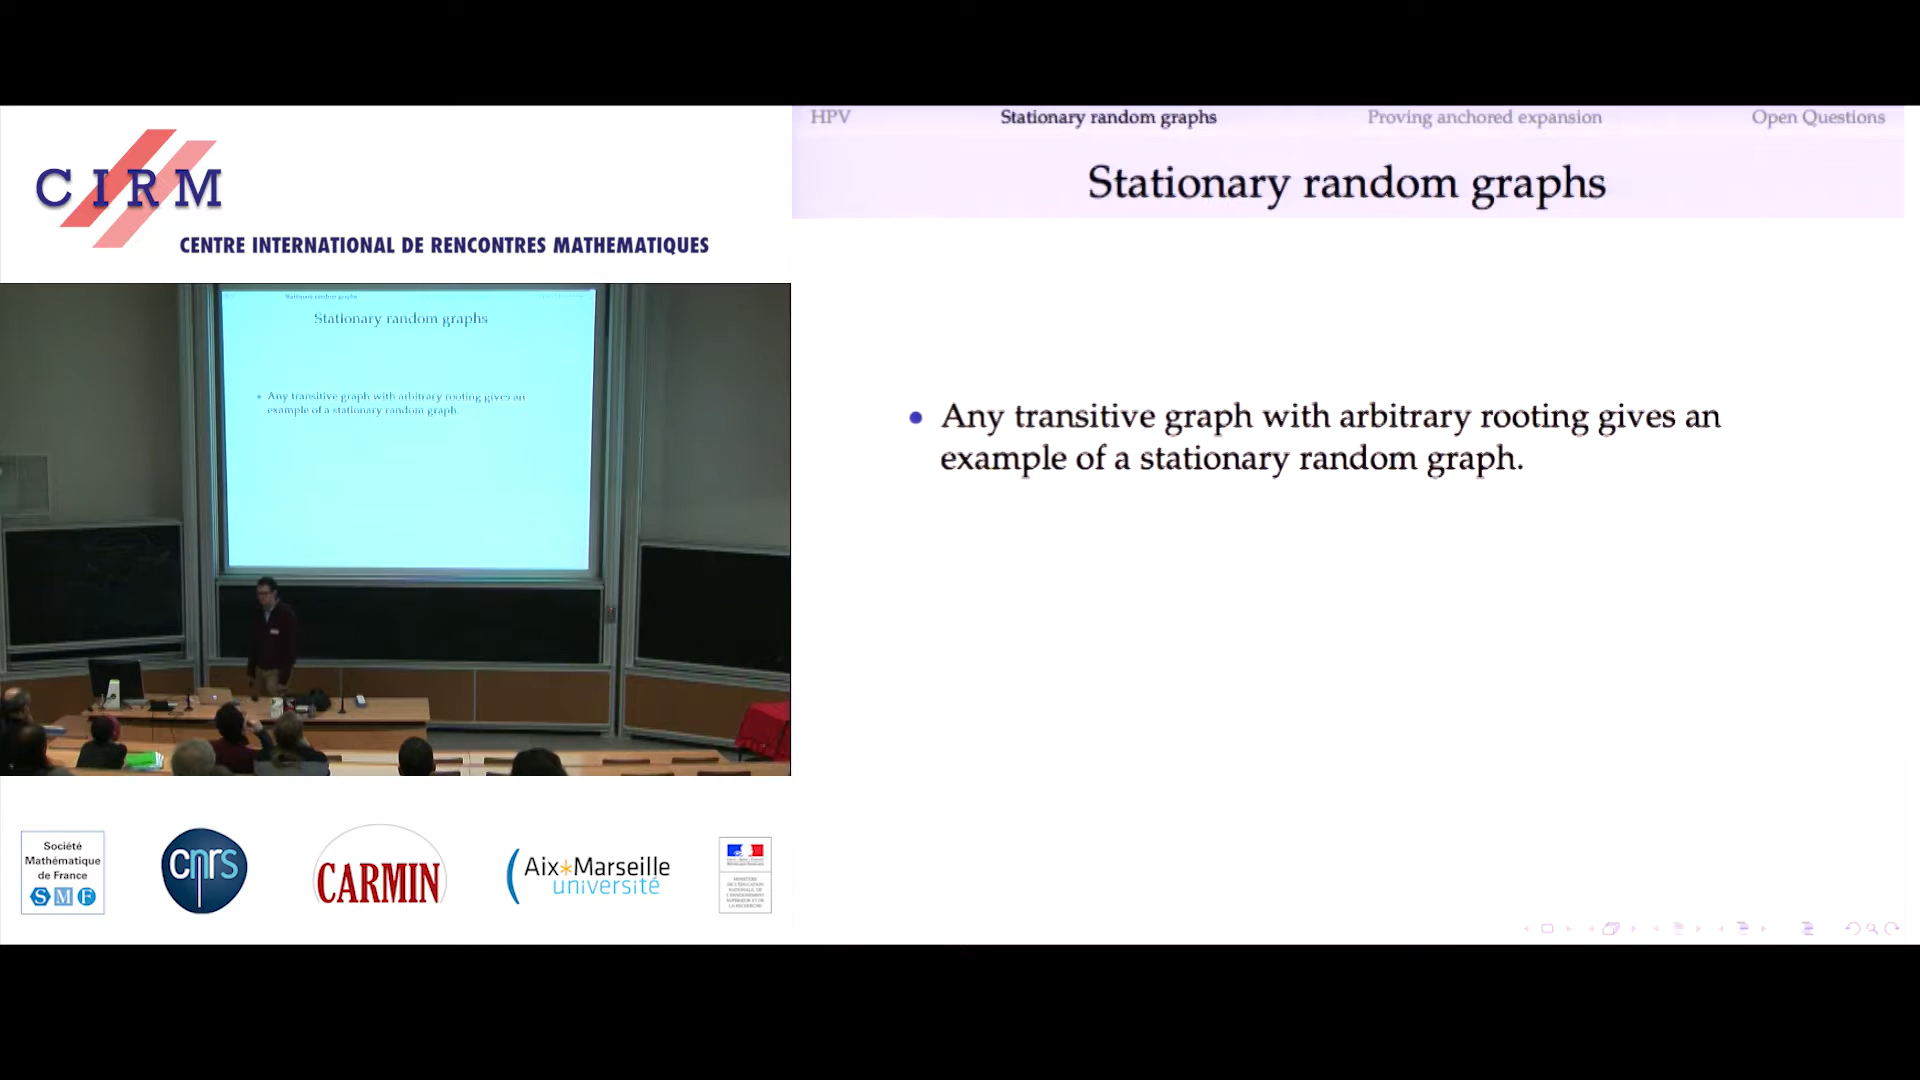 CIRM
CENTRE INTERNATIONAL DE RENCONTRES MATHEMATIQUES
Stationary random graphs
Stationary random graphs
• Any transitive graph with arbitrary rooting gives an
example of a stationary random graph.
Société
Mathématique
de France
SMF
cnrs
CARMIN
Aix*Marseille
université
HPV Stationary random graphs Proving anchored expansion Open Questions
Stationary random graphs
• Any transitive graph with arbitrary rooting gives an
example of a stationary random graph.